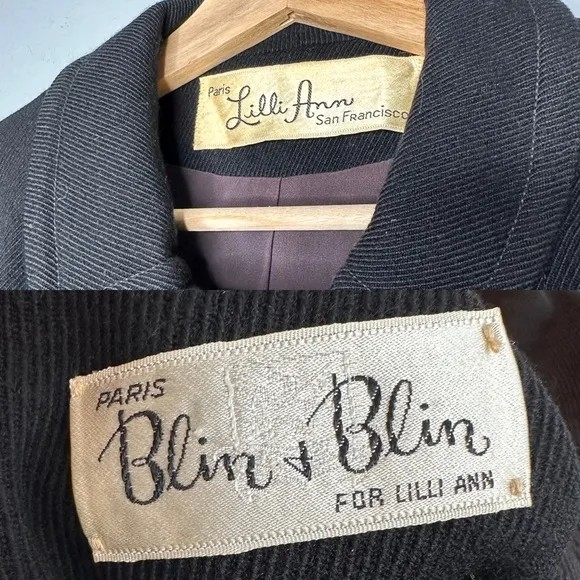 Paris
Lilli Ann
San Francisco
PARIS
Blin + Blin
FOR LILLI ANN